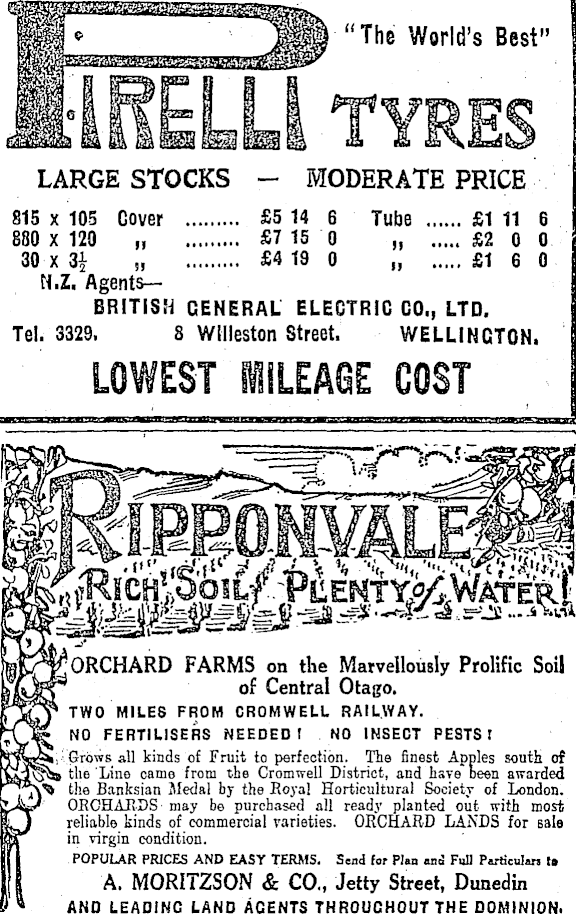 "The World's Best"
PIRELLI TYRES
LARGE STOCKS — MODERATE PRICE
815 x 105 Cover ......... £5 14 6 Tube ...... £1 11 6
880 x 120 ,, ......... £7 15 0 ,, ..... £2 0 0
30 x 3½ ,, ......... £4 19 0 ,, ..... £1 6 0
N.Z. Agents—
BRITISH GENERAL ELECTRIC CO., LTD.
Tel. 3329. 8 Willeston Street. WELLINGTON.
LOWEST MILEAGE COST
RIPPONVALE
RICH SOIL PLENTY of WATER!
ORCHARD FARMS on the Marvellously Prolific Soil
of Central Otago.
TWO MILES FROM CROMWELL RAILWAY.
NO FERTILISERS NEEDED! NO INSECT PESTS!
Grows all kinds of Fruit to perfection. The finest Apples south of
the Line came from the Cromwell District, and have been awarded
the Banksian Medal by the Royal Horticultural Society of London.
ORCHARDS may be purchased all ready planted out with most
reliable kinds of commercial varieties. ORCHARD LANDS for sale
in virgin condition.
POPULAR PRICES AND EASY TERMS. Send for Plan and Full Particulars to
A. MORITZSON & CO., Jetty Street, Dunedin
AND LEADING LAND AGENTS THROUGHOUT THE DOMINION.